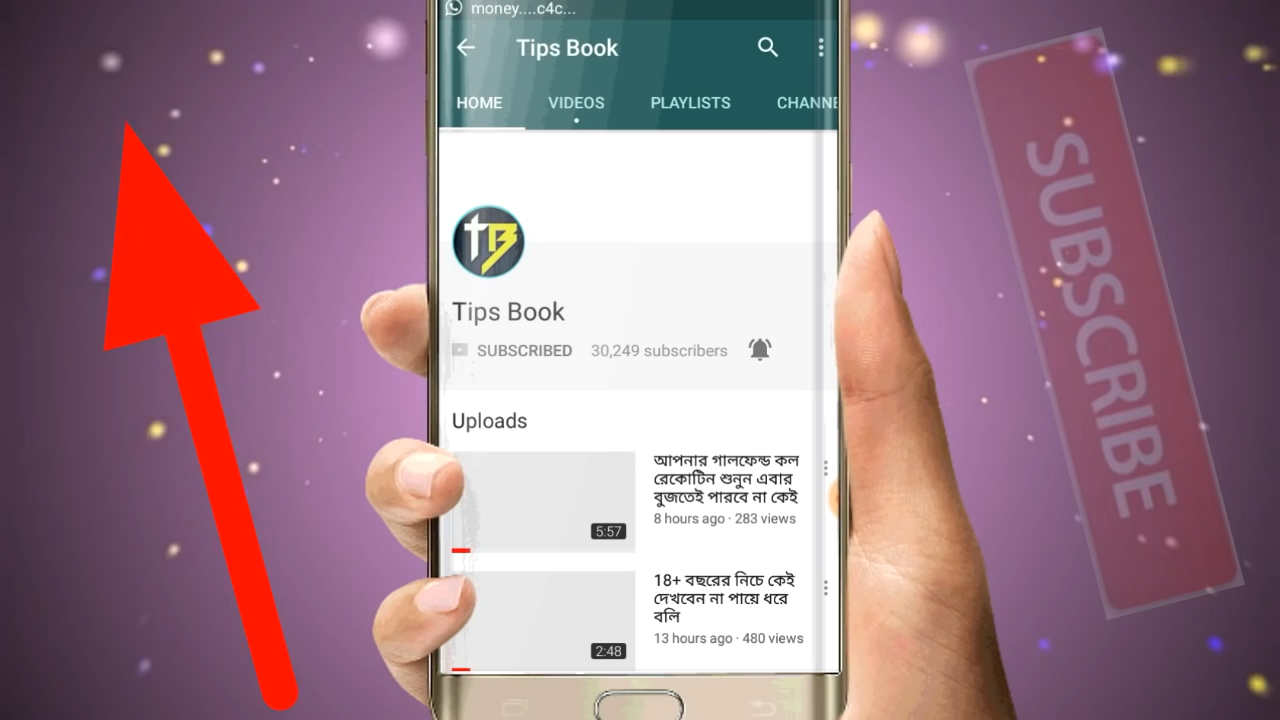 money....c4c...
Tips Book
HOME VIDEOS PLAYLISTS CHANNE
TB
Tips Book
SUBSCRIBED 30,249 subscribers
Uploads
আপনার গালফেন্ড কল
রেকোটিন শুনুন এবার
বুজতেই পারবে না কেই
8 hours ago · 283 views
5:57
18+ বছরের নিচে কেই
দেখবেন না পায়ে ধরে
বলি
13 hours ago · 480 views
2:48
SUBSCRIBE